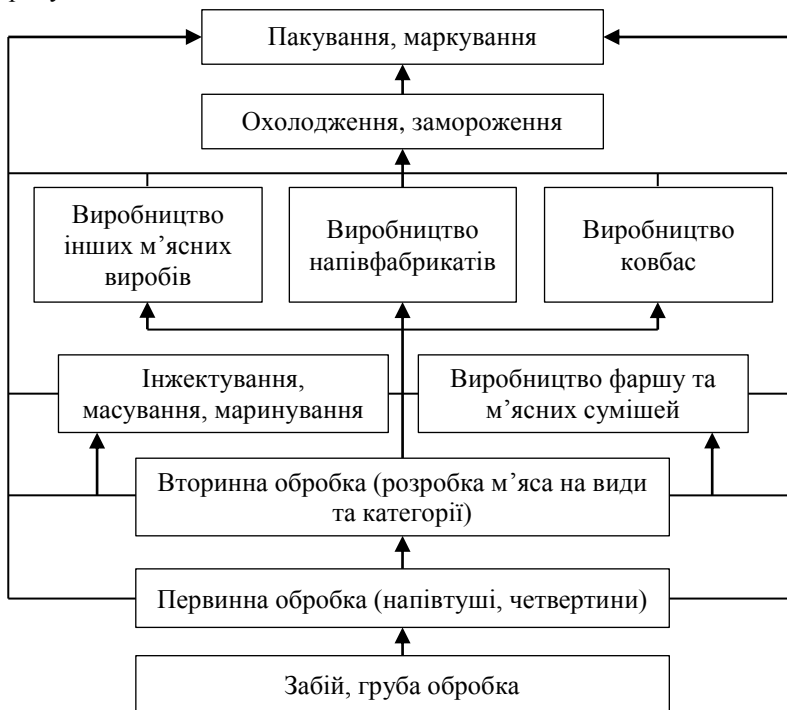 Пакування, маркування
Охолодження, замороження
Виробництво
інших м’ясних
виробів
Виробництво
напівфабрикатів
Виробництво
ковбас
Інжектування,
масування, маринування
Виробництво фаршу та
м’ясних сумішей
Вторинна обробка (розробка м’яса на види
та категорії)
Первинна обробка (напівтуші, четвертини)
Забій, груба обробка